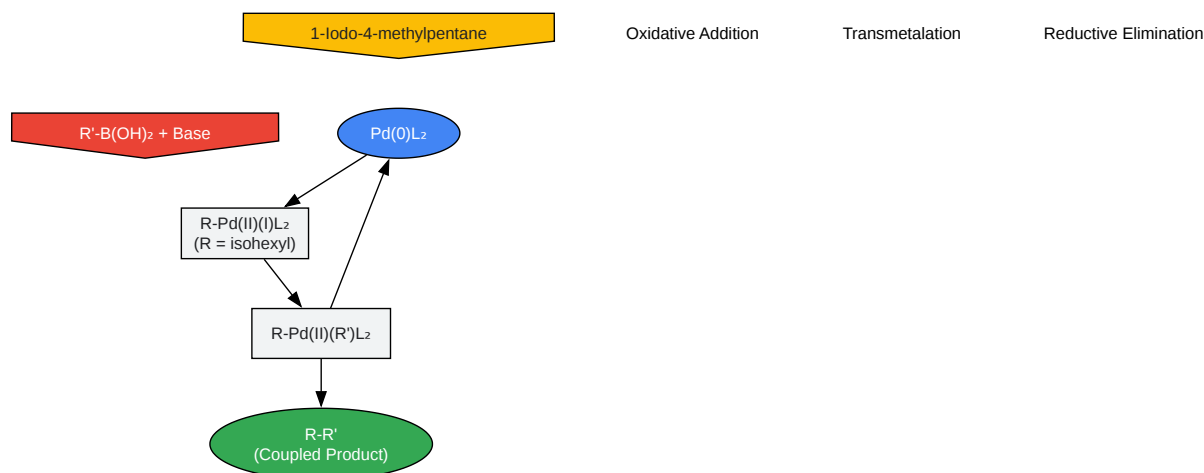 1-Iodo-4-methylpentane
Oxidative Addition
Transmetalation
Reductive Elimination
R'-B(OH)₂ + Base
Pd(0)L₂
R-Pd(II)(I)L₂
(R = isohexyl)
R-Pd(II)(R')L₂
R-R'
(Coupled Product)